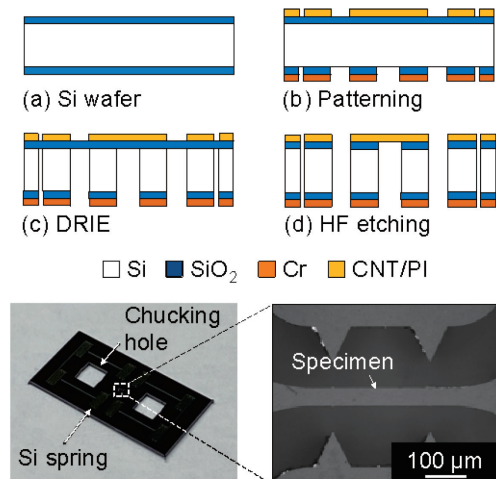 (a) Si wafer
(b) Patterning
(c) DRIE
(d) HF etching
Si SiO₂ Cr CNT/PI
Chucking
hole
Si spring
Specimen
100 µm